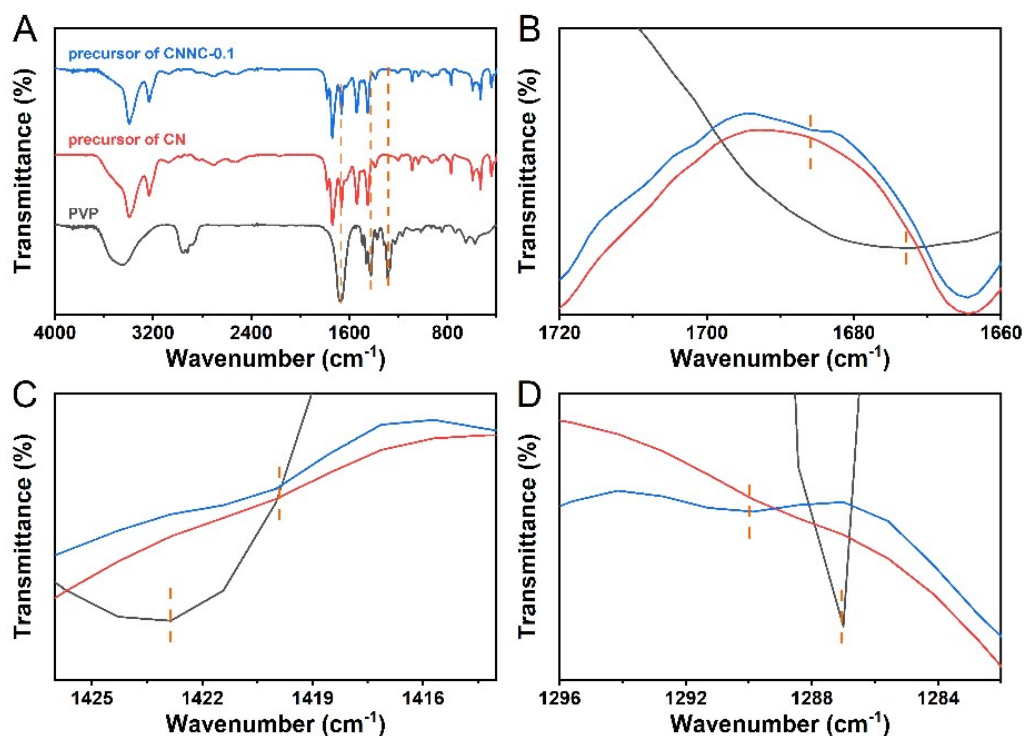 A
precursor of CNNC-0.1
precursor of CN
PVP
Transmittance (%)
4000 3200 2400 1600 800
Wavenumber (cm⁻¹)
B
Transmittance (%)
1720 1700 1680 1660
Wavenumber (cm⁻¹)
C
Transmittance (%)
1425 1422 1419 1416
Wavenumber (cm⁻¹)
D
Transmittance (%)
1296 1290 1287 1284
Wavenumber (cm⁻¹)